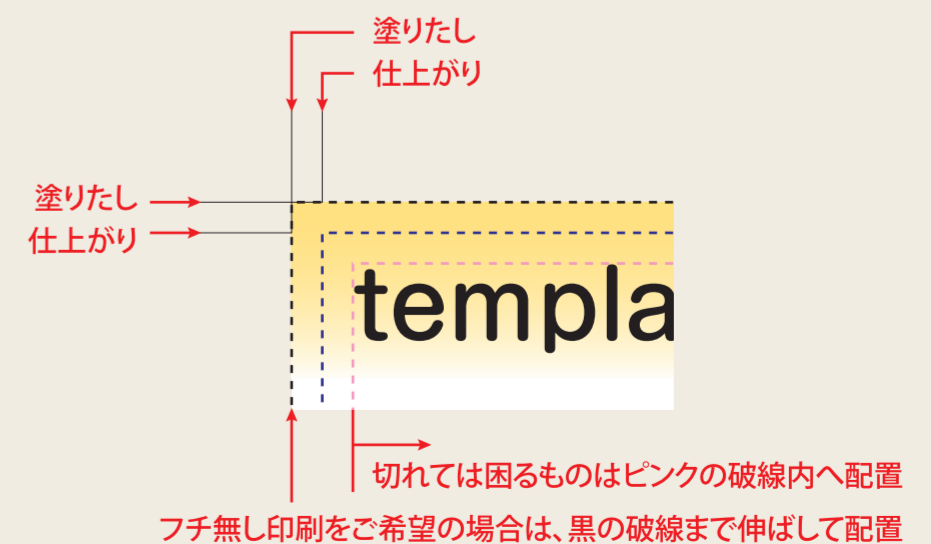 塗りたし
仕上がり
塗りたし
仕上がり
templa
切れては困るものはピンクの破線内へ配置
フチ無し印刷をご希望の場合は、黒の破線まで伸ばして配置